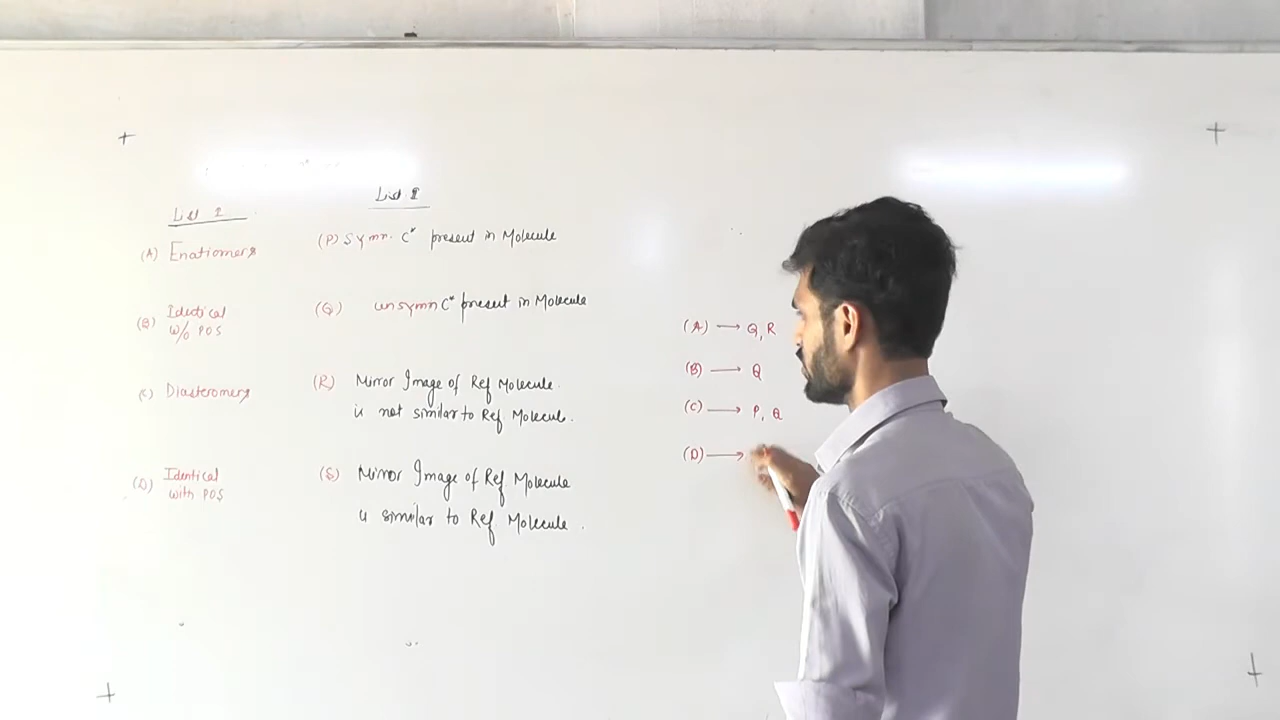 List I
List II
(A) Enatiomers
(P) Symm. C* present in Molecule
(B) Identical
w/o POS
(Q) unsymm C* present in Molecule
(C) Diasteromers
(R) Mirror Image of Ref Molecule.
is not similar to Ref Molecule.
(D) Identical
with POS
(S) Mirror Image of Ref Molecule
is similar to Ref Molecule.
(A) → Q, R
(B) → Q
(C) → P, Q
(D) →